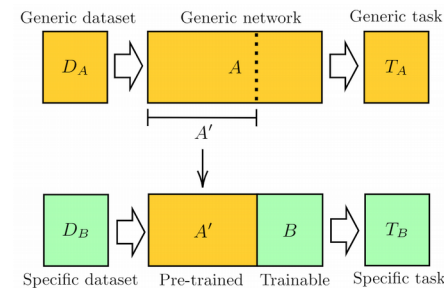 Generic dataset Generic network Generic task
D_A A T_A
A′
D_B A′ B T_B
Specific dataset Pre-trained Trainable Specific task